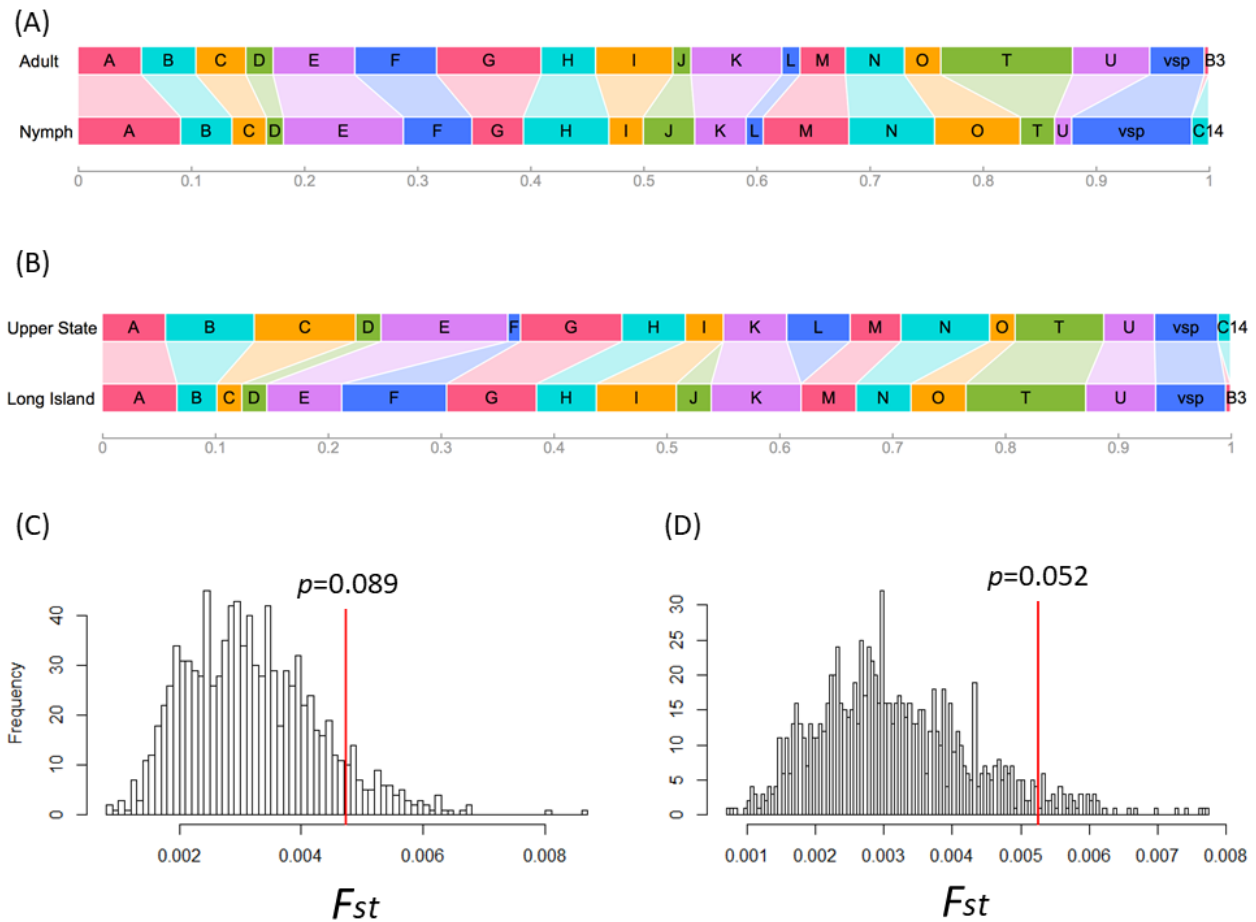 (A)
Adult A B C D E F G H I J K L M N O T U vsp B3
Nymph A B C D E F G H I J K L M N O T U vsp C14
0 0.1 0.2 0.3 0.4 0.5 0.6 0.7 0.8 0.9 1
(B)
Upper State A B C D E F G H I K L M N O T U vsp C14
Long Island A B C D E F G H I J K M N O T U vsp B3
0 0.1 0.2 0.3 0.4 0.5 0.6 0.7 0.8 0.9 1
(C)
p=0.089
Frequency
40
30
20
10
0
0.002 0.004 0.006 0.008
Fst
(D)
p=0.052
30
25
20
15
10
5
0
0.001 0.002 0.003 0.004 0.005 0.006 0.007 0.008
Fst